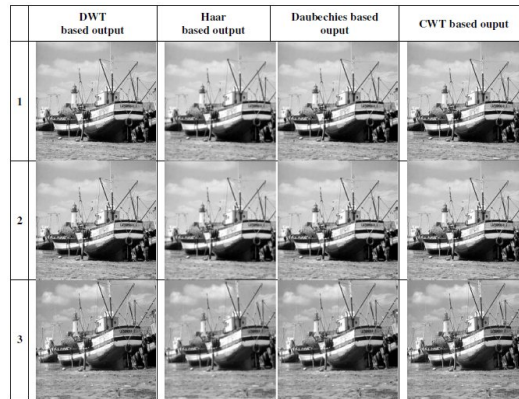 DWT
based output
Haar
based output
Daubechies based
ouput
CWT based ouput
1
2
3